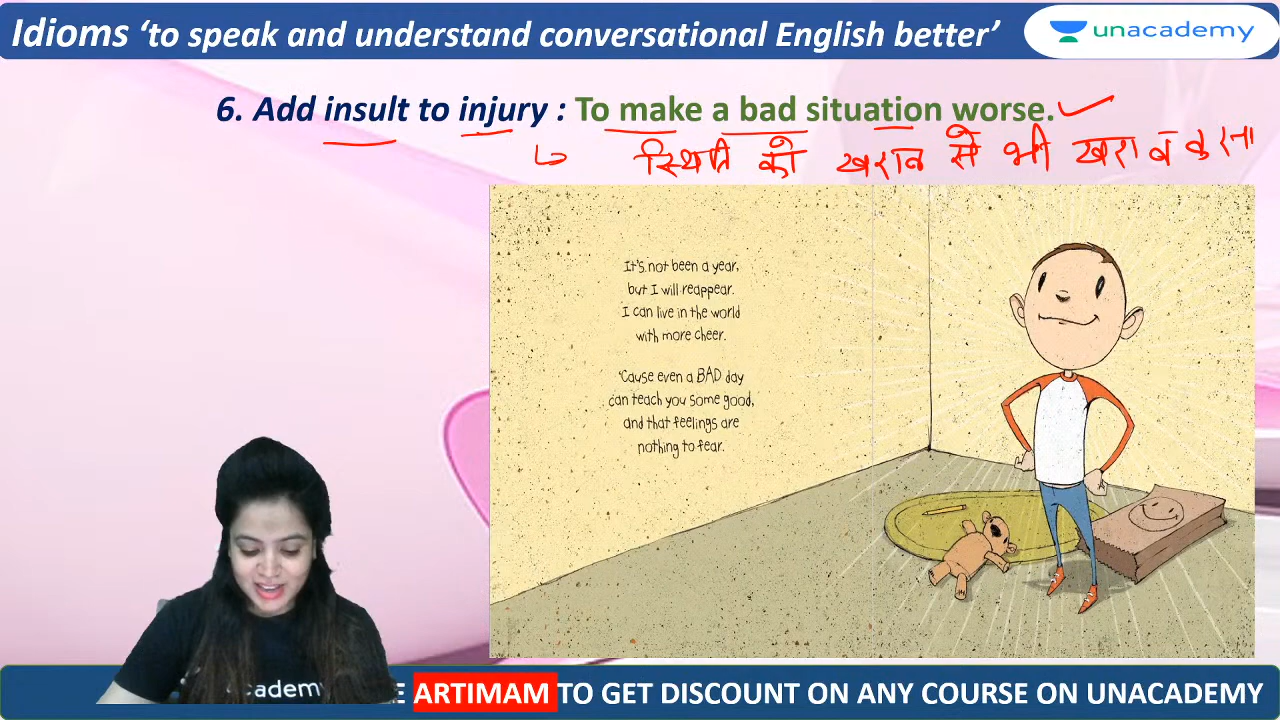 Idioms ‘to speak and understand conversational English better’
unacademy
6. Add insult to injury : To make a bad situation worse.
स्थिति को खराब से भी खराब करना
It's not been a year,
but I will reappear.
I can live in the world
with more cheer.
'Cause even a BAD day
can teach you some good,
and that feelings are
nothing to fear.
cademy
E ARTIMAM TO GET DISCOUNT ON ANY COURSE ON UNACADEMY